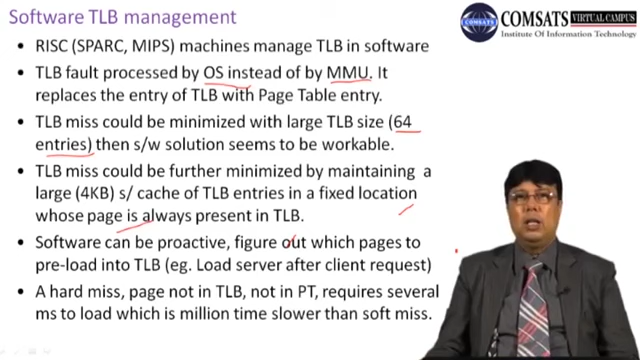 Software TLB management
COMSATS VIRTUAL CAMPUS
Institute Of Information Technology
• RISC (SPARC, MIPS) machines manage TLB in software
• TLB fault processed by OS instead of by MMU. It
replaces the entry of TLB with Page Table entry.
• TLB miss could be minimized with large TLB size (64
entries) then s/w solution seems to be workable.
• TLB miss could be further minimized by maintaining a
large (4KB) s/ cache of TLB entries in a fixed location
whose page is always present in TLB.
• Software can be proactive, figure out which pages to
pre-load into TLB (eg. Load server after client request)
• A hard miss, page not in TLB, not in PT, requires several
ms to load which is million time slower than soft miss.